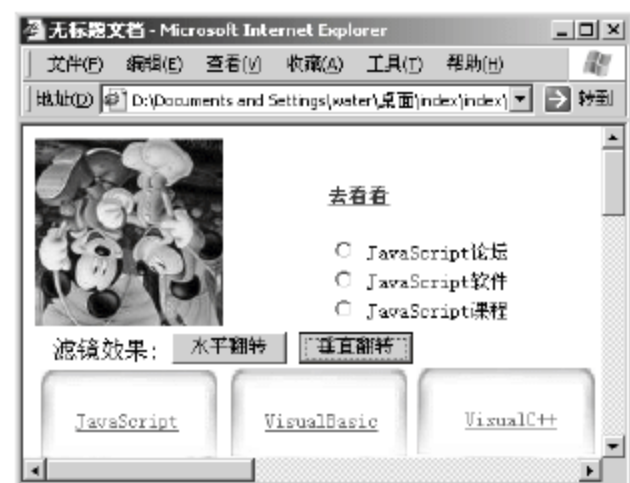 无标题文档 - Microsoft Internet Explorer
文件(F) 编辑(E) 查看(V) 收藏(A) 工具(T) 帮助(H)
地址(D) D:\Documents and Settings\water\桌面\index\index\ 转到
去看看
JavaScript论坛
JavaScript软件
JavaScript课程
滤镜效果: 水平翻转 垂直翻转
JavaScript VisualBasic VisualC++